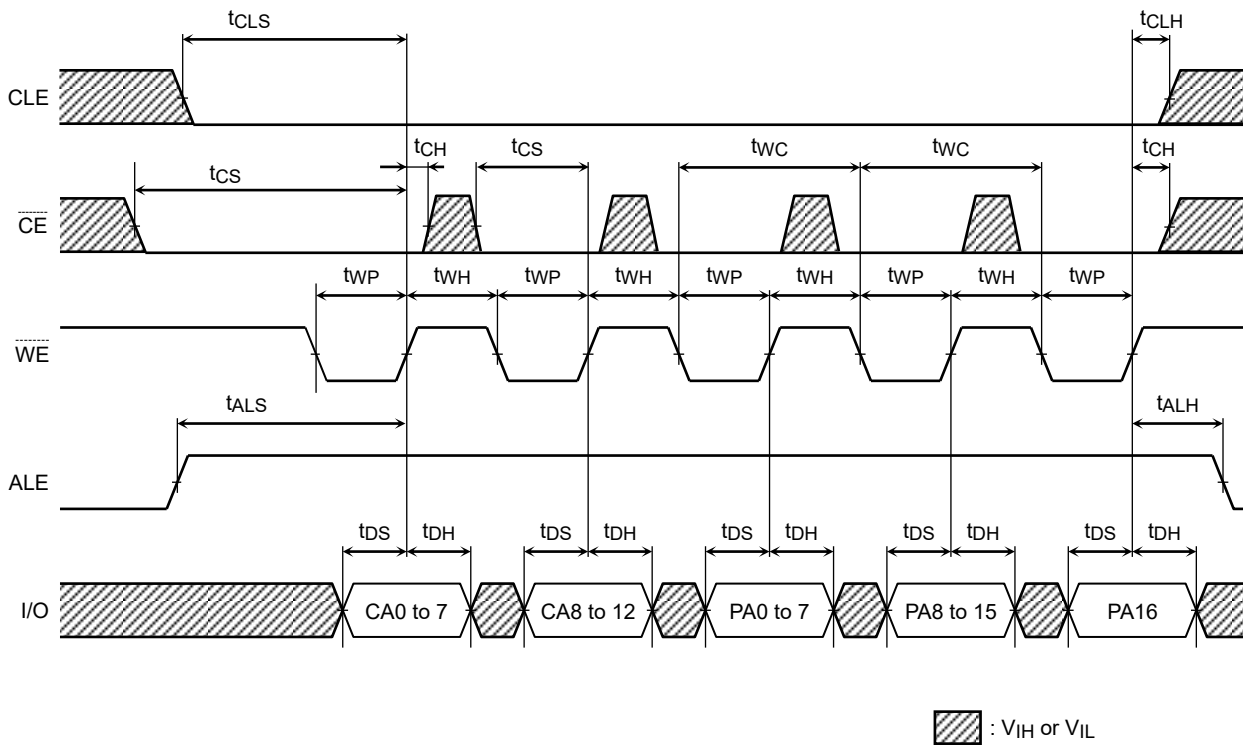 tCLS tCLH
CLE
tCH tCS tWC tWC tCH
tCS
CE
tWP tWH tWP tWH tWP tWH tWP tWH tWP
WE
tALS tALH
ALE
tDS tDH tDS tDH tDS tDH tDS tDH tDS tDH
I/O CA0 to 7 CA8 to 12 PA0 to 7 PA8 to 15 PA16
: VIH or VIL